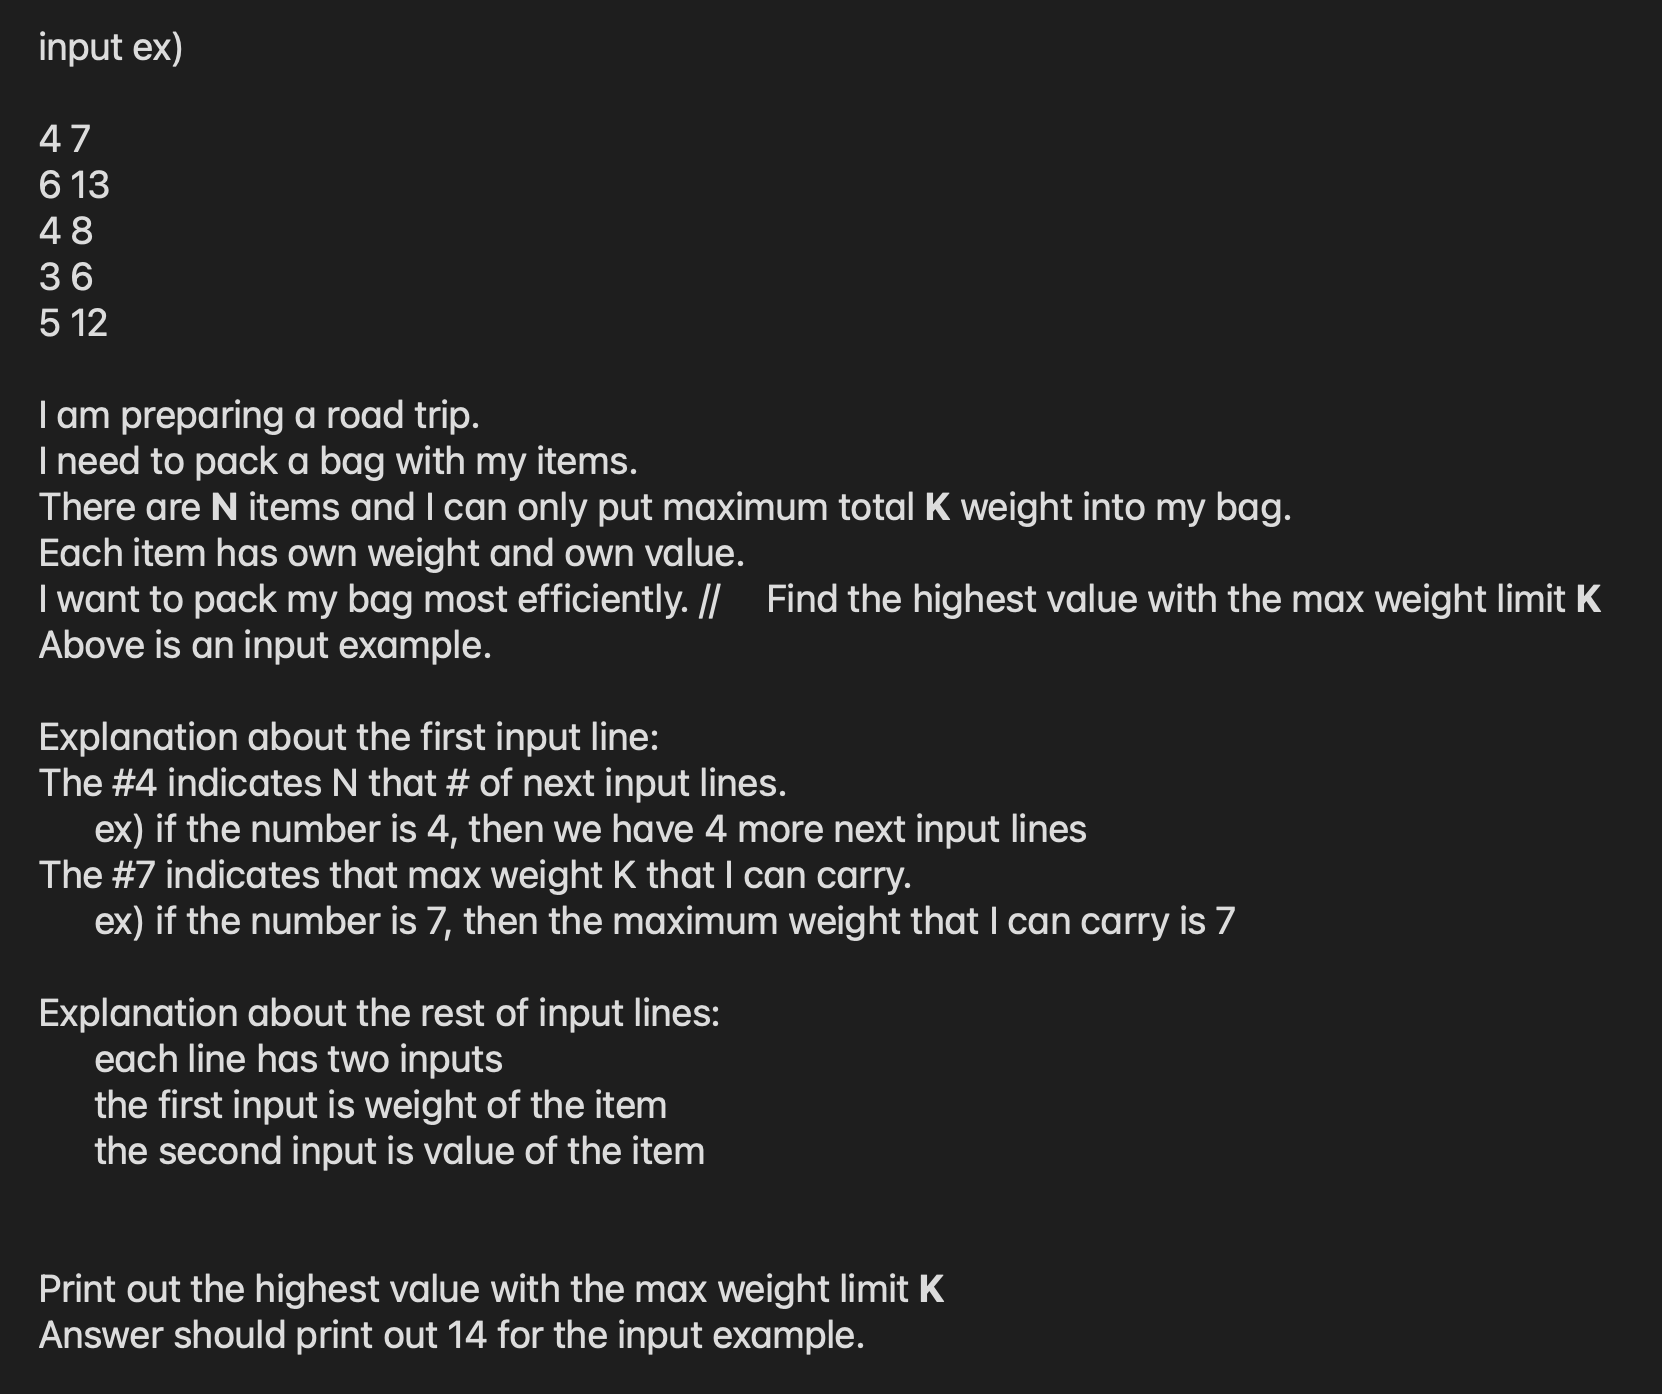 input ex)
4 7
6 13
4 8
3 6
5 12
I am preparing a road trip.
I need to pack a bag with my items.
There are N items and I can only put maximum total K weight into my bag.
Each item has own weight and own value.
I want to pack my bag most efficiently. //     Find the highest value with the max weight limit K
Above is an input example.
Explanation about the first input line:
The #4 indicates N that # of next input lines.
ex) if the number is 4, then we have 4 more next input lines
The #7 indicates that max weight K that I can carry.
ex) if the number is 7, then the maximum weight that I can carry is 7
Explanation about the rest of input lines:
each line has two inputs
the first input is weight of the item
the second input is value of the item
Print out the highest value with the max weight limit K
Answer should print out 14 for the input example.